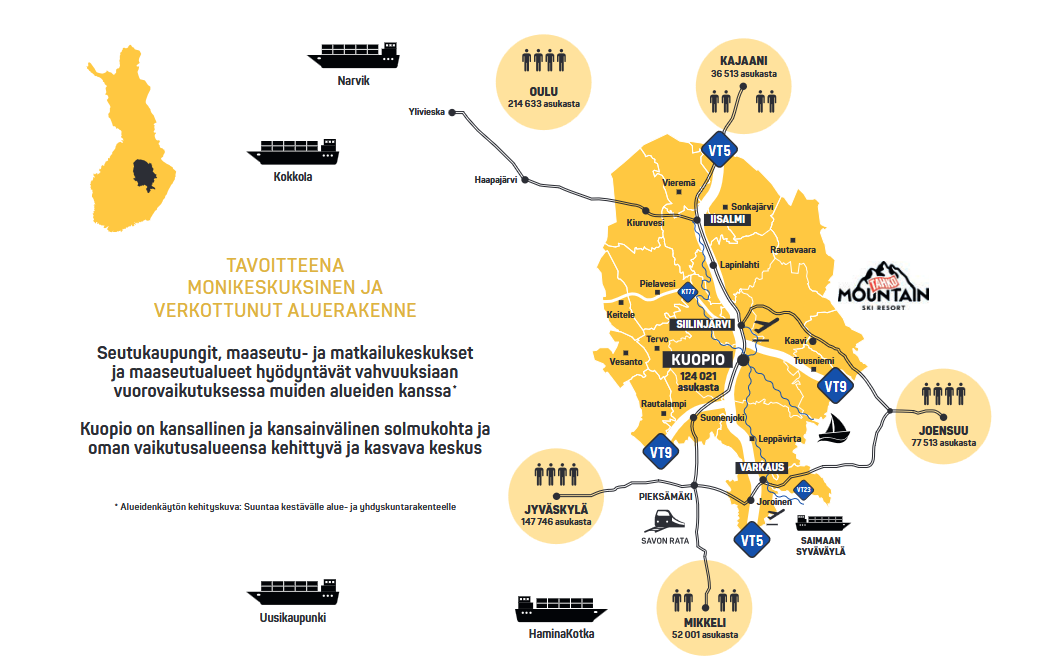 Narvik
Kokkola
OULU
214 633 asukasta
KAJAANI
36 513 asukasta
Ylivieska
Haapajärvi
VT5
Vieremä
Sonkajärvi
IISALMI
Kiuruvesi
Rautavaara
Lapinlahti
Pielavesi
KT77
Keitele
SIILINJÄRVI
TAHKO
MOUNTAIN
SKI RESORT
Tervo
Vesanto
KUOPIO
124 021
asukasta
Kaavi
Tuusniemi
VT9
Rautalampi
Suonenjoki
VT9
Leppävirta
VARKAUS
VT23
JOENSUU
77 513 asukasta
JYVÄSKYLÄ
147 746 asukasta
PIEKSÄMÄKI
SAVON RATA
Joroinen
VT5
SAIMAAN
SYVÄVÄYLÄ
MIKKELI
52 001 asukasta
TAVOITTEENA
MONIKESKUKSINEN JA
VERKOTTUNUT ALUERAKENNE
Seutukaupungit, maaseutu- ja matkailukeskukset
ja maaseutualueet hyödyntävät vahvuuksiaan
vuorovaikutuksessa muiden alueiden kanssa*
Kuopio on kansallinen ja kansainvälinen solmukohta ja
oman vaikutusalueensa kehittyvä ja kasvava keskus
* Alueidenkäytön kehityskuva: Suuntaa kestävälle alue- ja yhdyskuntarakenteelle
Uusikaupunki
HaminaKotka